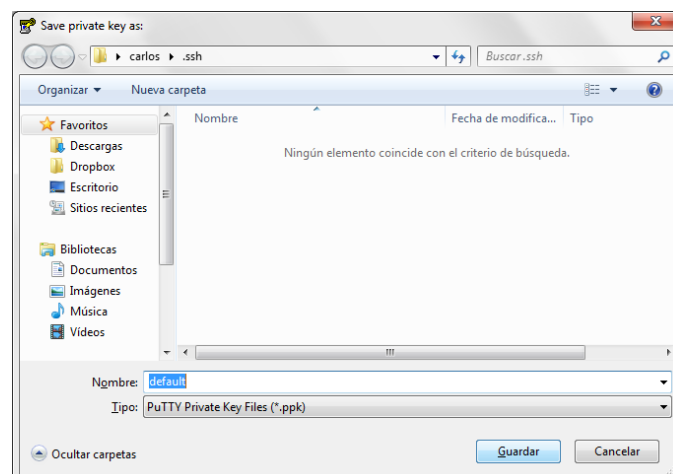 Save private key as:
carlos .ssh Buscar .ssh
Organizar Nueva carpeta
Favoritos
Descargas
Dropbox
Escritorio
Sitios recientes
Bibliotecas
Documentos
Imágenes
Música
Vídeos
Nombre Fecha de modifica... Tipo
Ningún elemento coincide con el criterio de búsqueda.
Nombre: default
Tipo: PuTTY Private Key Files (*.ppk)
Ocultar carpetas Guardar Cancelar